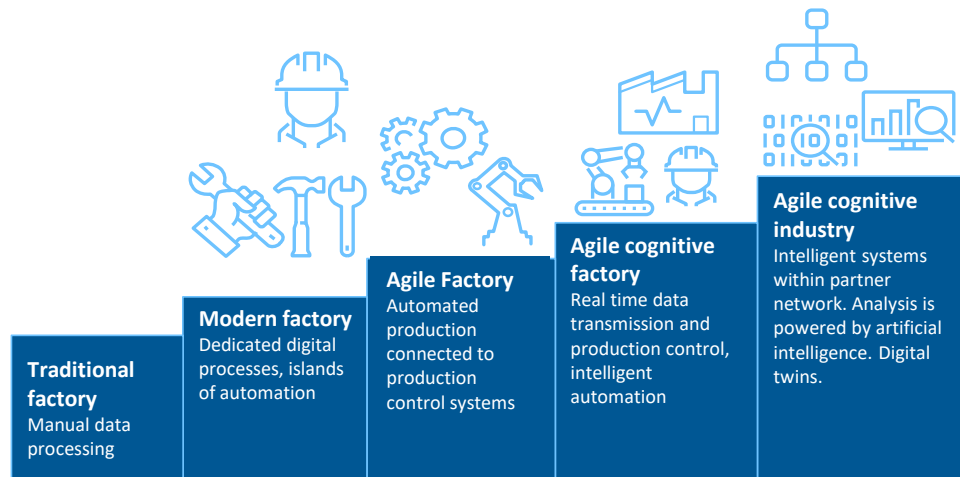 Traditional
factory
Manual data
processing
Modern factory
Dedicated digital
processes, islands
of automation
Agile Factory
Automated
production
connected to
production
control systems
Agile cognitive
factory
Real time data
transmission and
production control,
intelligent
automation
Agile cognitive
industry
Intelligent systems
within partner
network. Analysis is
powered by artificial
intelligence. Digital
twins.